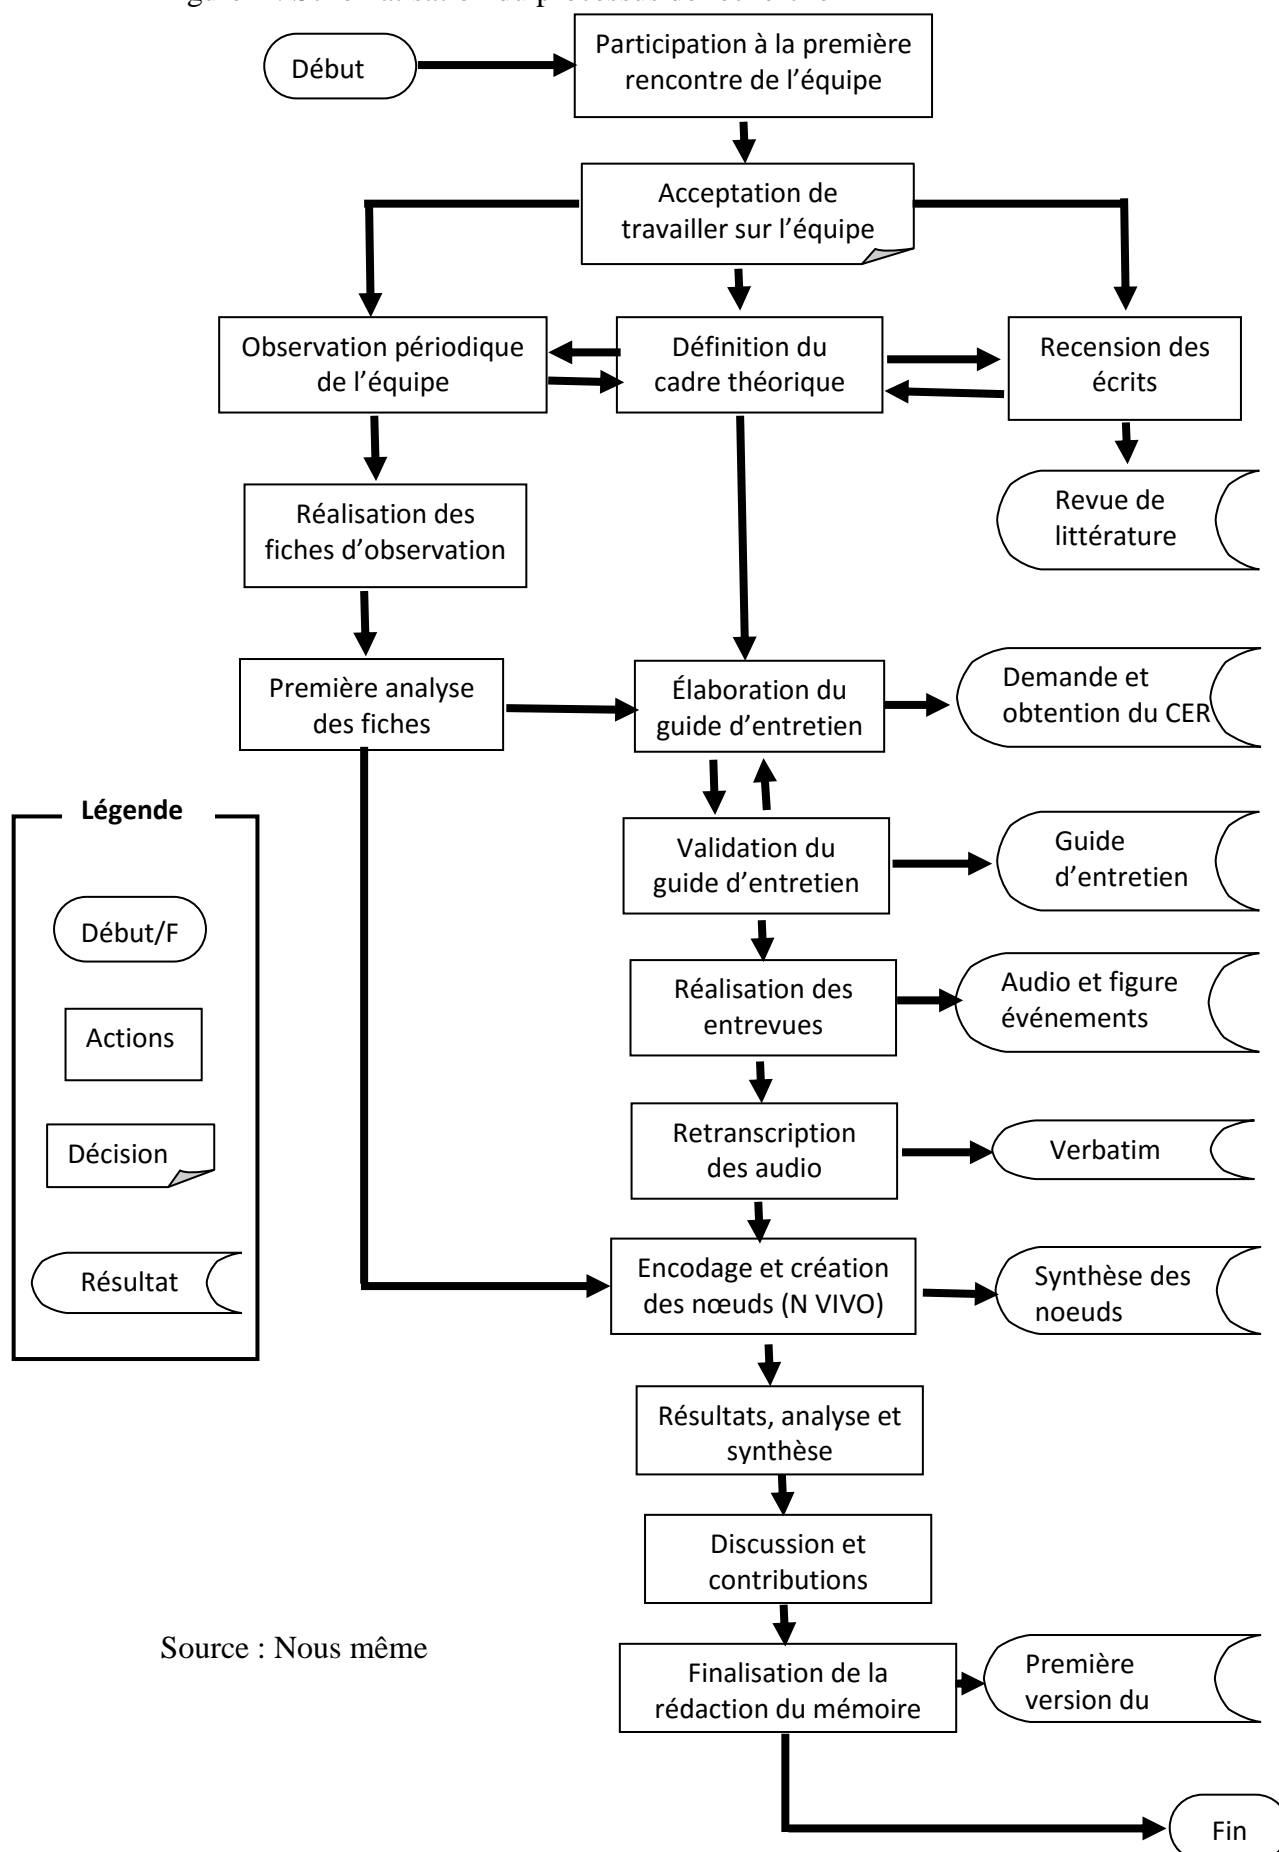 Début
Participation à la première
rencontre de l’équipe
Acceptation de
travailler sur l’équipe
Observation périodique
de l’équipe
Définition du
cadre théorique
Recension des
écrits
Réalisation des
fiches d’observation
Revue de
littérature
Première analyse
des fiches
Élaboration du
guide d’entretien
Demande et
obtention du CER
Validation du
guide d’entretien
Guide
d’entretien
Réalisation des
entrevues
Audio et figure
événements
Retranscription
des audio
Verbatim
Encodage et création
des nœuds (N VIVO)
Synthèse des
noeuds
Résultats, analyse et
synthèse
Discussion et
contributions
Finalisation de la
rédaction du mémoire
Première
version du
Fin
Légende
Début/F
Actions
Décision
Résultat
Source : Nous même